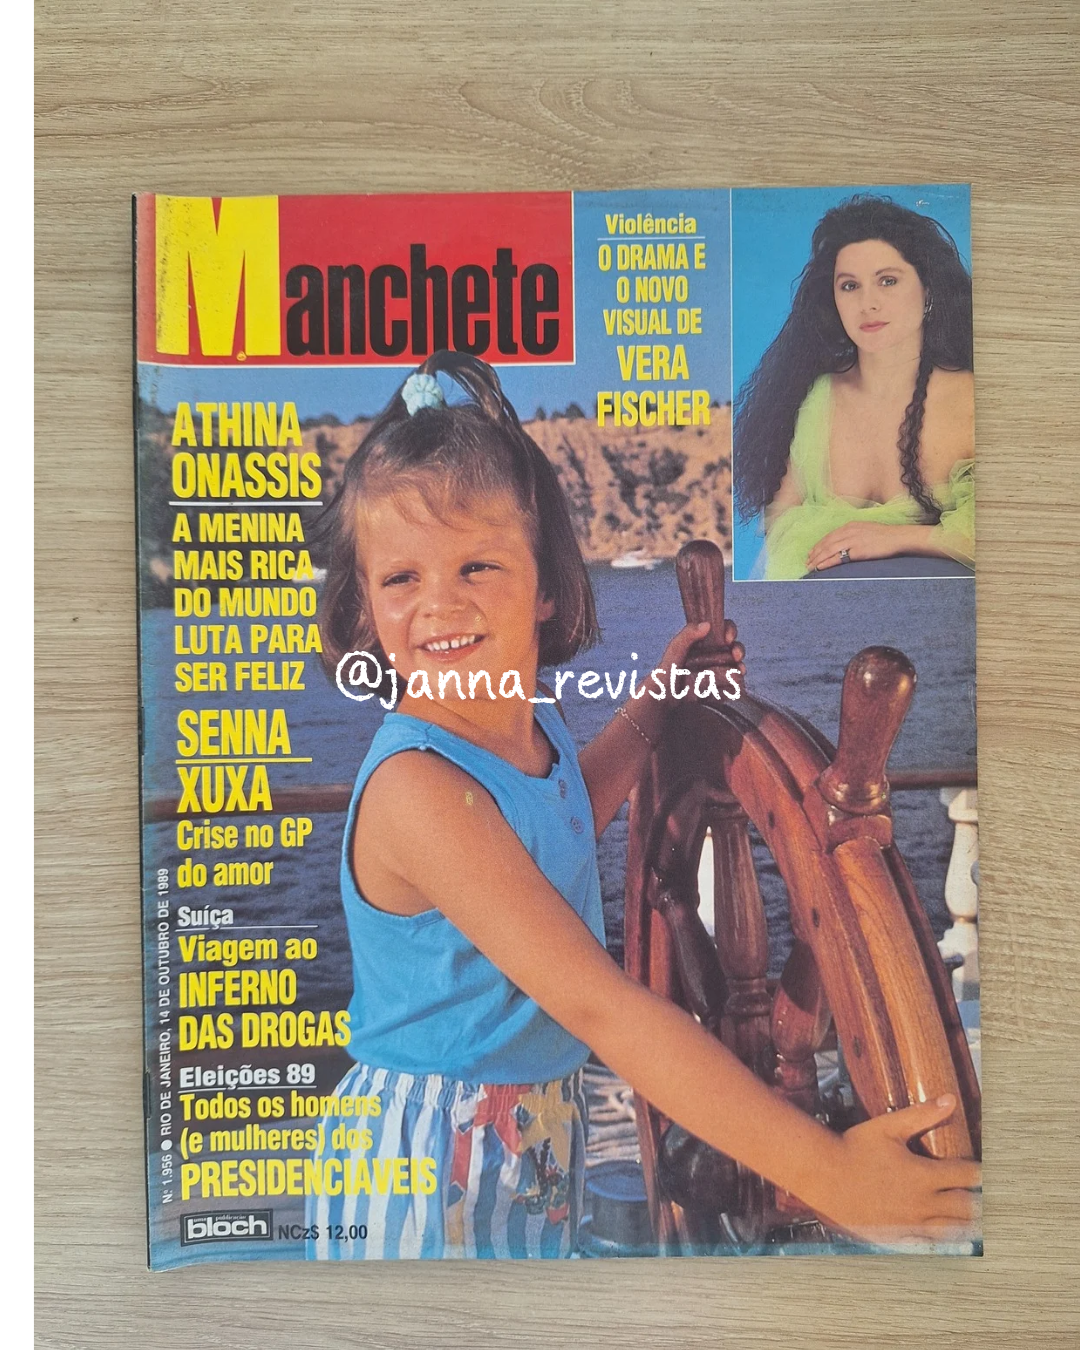 Manchete
Violência
O DRAMA E
O NOVO
VISUAL DE
VERA
FISCHER
ATHINA
ONASSIS
A MENINA
MAIS RICA
DO MUNDO
LUTA PARA
SER FELIZ
@janna_revistas
SENNA
XUXA
Crise no GP
do amor
Suíça
Viagem ao
INFERNO
DAS DROGAS
Eleições 89
Todos os homens
(e mulheres) dos
PRESIDENCIÁVEIS
bloch NCz$ 12,00
Nº 1.956 ● RIO DE JANEIRO, 14 DE OUTUBRO DE 1989